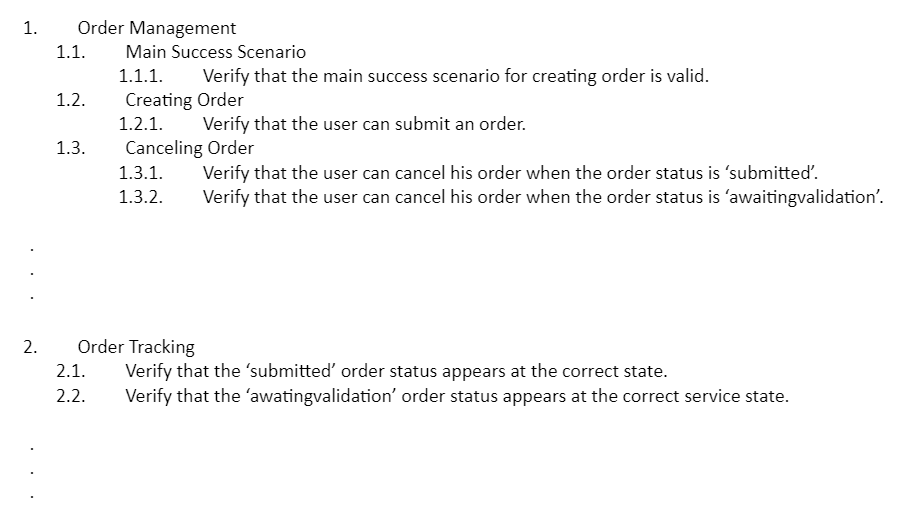 1. Order Management
1.1. Main Success Scenario
1.1.1. Verify that the main success scenario for creating order is valid.
1.2. Creating Order
1.2.1. Verify that the user can submit an order.
1.3. Canceling Order
1.3.1. Verify that the user can cancel his order when the order status is ‘submitted’.
1.3.2. Verify that the user can cancel his order when the order status is ‘awaitingvalidation’.
.
.
.
2. Order Tracking
2.1. Verify that the ‘submitted’ order status appears at the correct state.
2.2. Verify that the ‘awatingvalidation’ order status appears at the correct service state.
.
.
.